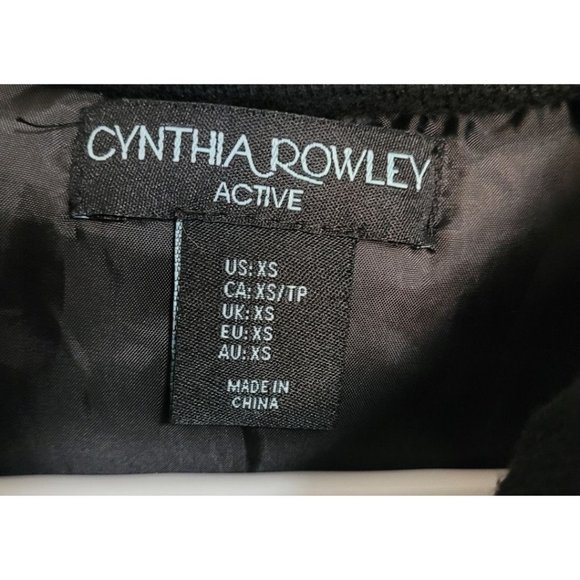 CYNTHIA ROWLEY
ACTIVE
US: XS
CA: XS/TP
UK: XS
EU: XS
AU: XS
MADE IN
CHINA